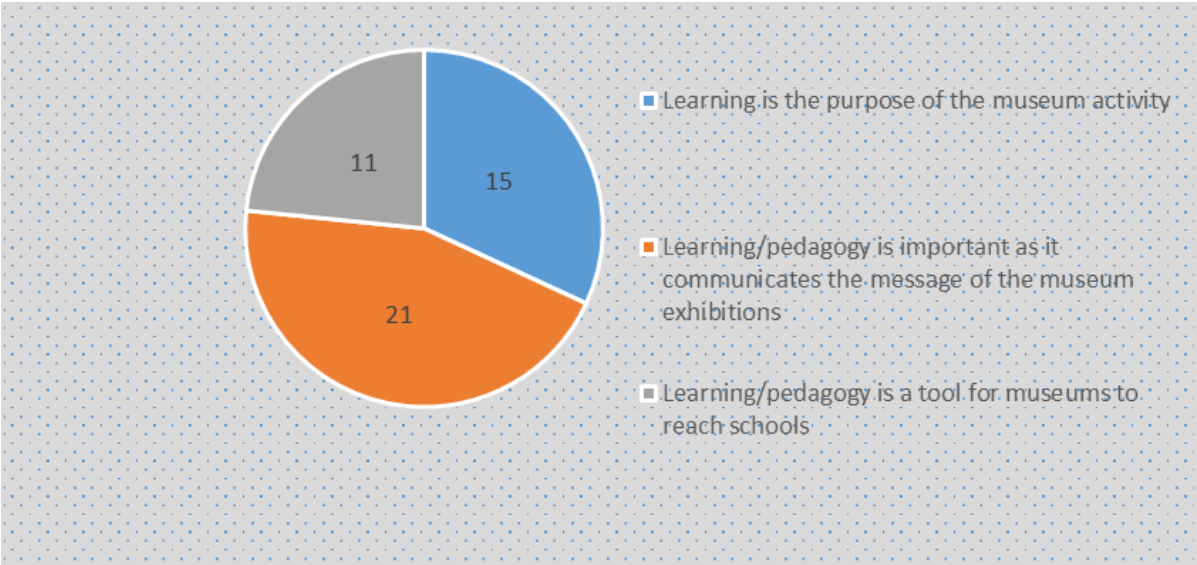 11
15
21
Learning is the purpose of the museum activity
Learning/pedagogy is important as it
communicates the message of the museum
exhibitions
Learning/pedagogy is a tool for museums to
reach schools